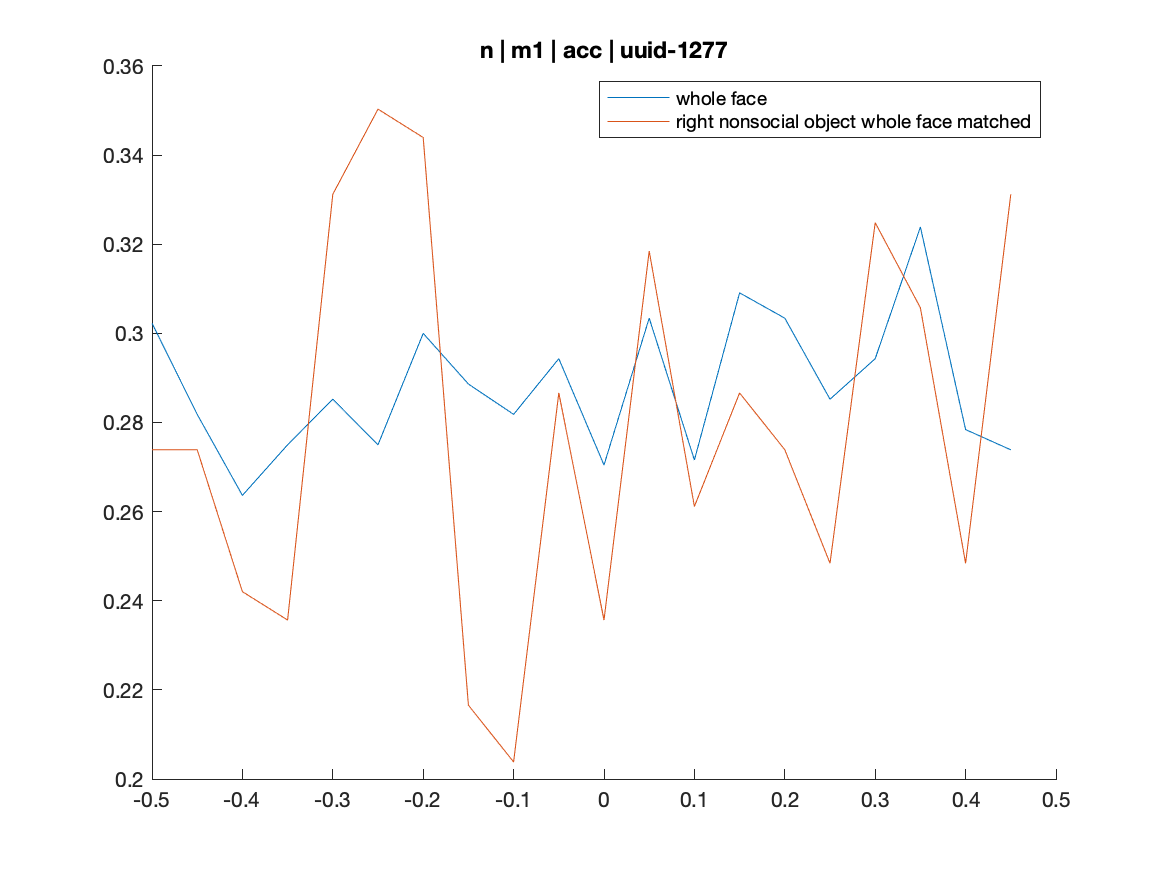 n | m1 | acc | uuid-1277
whole face
right nonsocial object whole face matched
0.36
0.34
0.32
0.3
0.28
0.26
0.24
0.22
0.2
-0.5 -0.4 -0.3 -0.2 -0.1 0 0.1 0.2 0.3 0.4 0.5